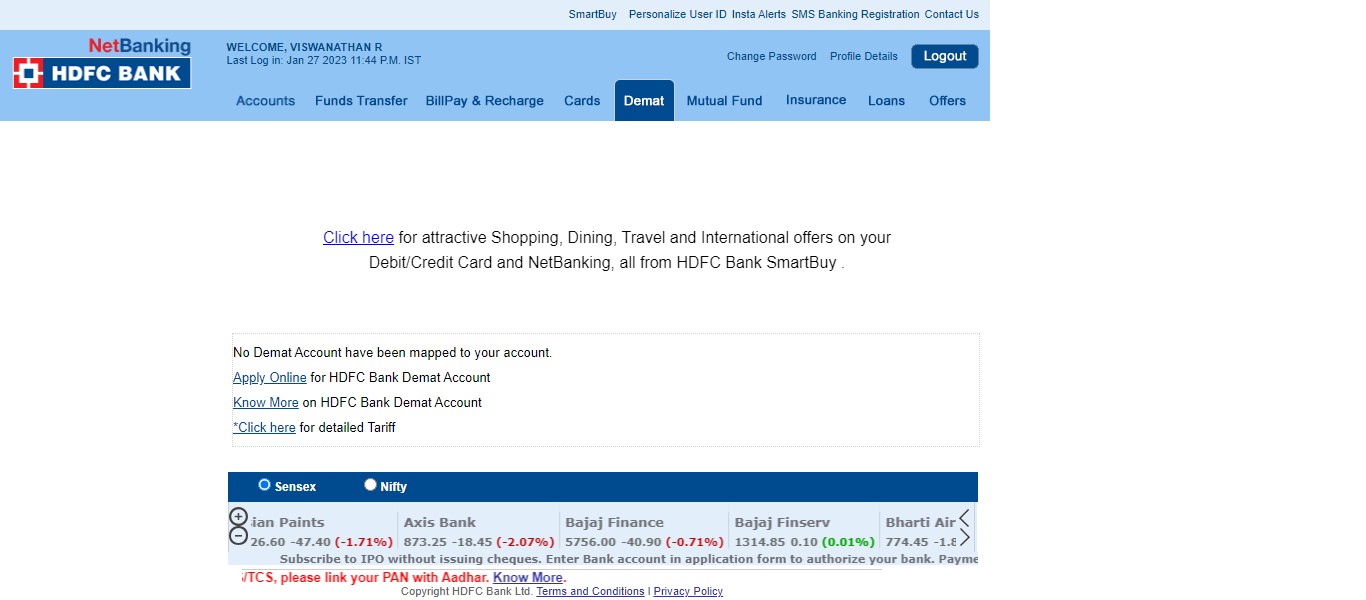 SmartBuy Personalize User ID Insta Alerts SMS Banking Registration Contact Us
NetBanking
HDFC BANK
WELCOME, VISWANATHAN R
Last Log in: Jan 27 2023 11:44 P.M. IST
Change Password Profile Details Logout
Accounts Funds Transfer BillPay & Recharge Cards Demat Mutual Fund Insurance Loans Offers
Click here for attractive Shopping, Dining, Travel and International offers on your
Debit/Credit Card and NetBanking, all from HDFC Bank SmartBuy .
No Demat Account have been mapped to your account.
Apply Online for HDFC Bank Demat Account
Know More on HDFC Bank Demat Account
*Click here for detailed Tariff
Sensex Nifty
ian Paints Axis Bank Bajaj Finance Bajaj Finserv Bharti Air
26.60 -47.40 (-1.71%) 873.25 -18.45 (-2.07%) 5756.00 -40.90 (-0.71%) 1314.85 0.10 (0.01%) 774.45
Subscribe to IPO without issuing cheques. Enter Bank account in application form to authorize your bank. Payme
/TCS, please link your PAN with Aadhar. Know More.
Copyright HDFC Bank Ltd. Terms and Conditions I Privacy Policy